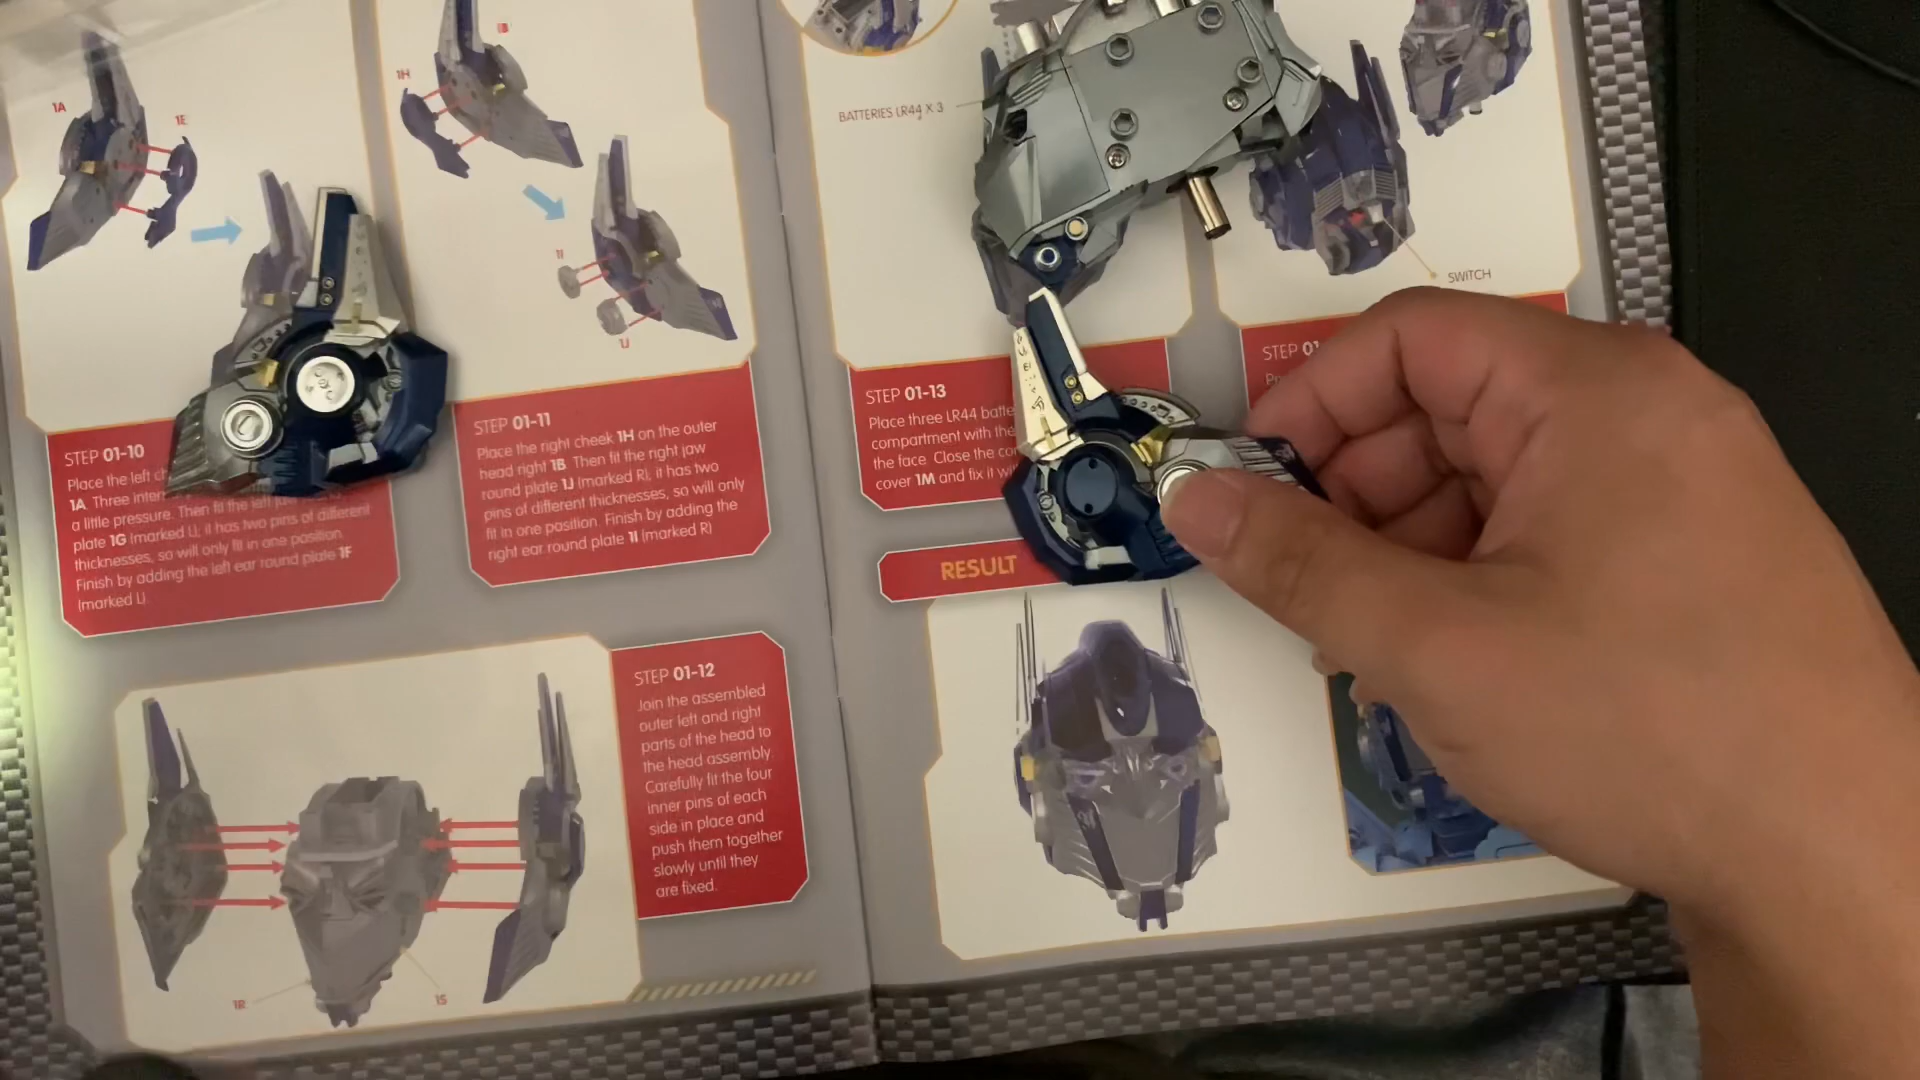 1A
1E
1H
STEP 01-10
Place the left
1A. Three
a little pressure. Then fit the left
plate 1G (marked L); it has two pins of different
thicknesses, so will only fit in one position.
Finish by adding the left ear round plate 1F
(marked L)
1I
1J
STEP 01-11
Place the right cheek 1H on the outer
head right 1B. Then fit the right jaw
round plate 1J (marked R), it has two
pins of different thicknesses, so will only
fit in one position. Finish by adding the
right ear round plate 1I (marked R)
STEP 01-12
Join the assembled
outer left and right
parts of the head to
the head assembly.
Carefully fit the four
inner pins of each
side in place and
push them together
slowly until they
are fixed.
1R
1S
BATTERIES LR44 X 3
STEP 01-13
Place three LR44
compartment with the
the face. Close the
cover 1M and fix it
SWITCH
STEP
RESULT